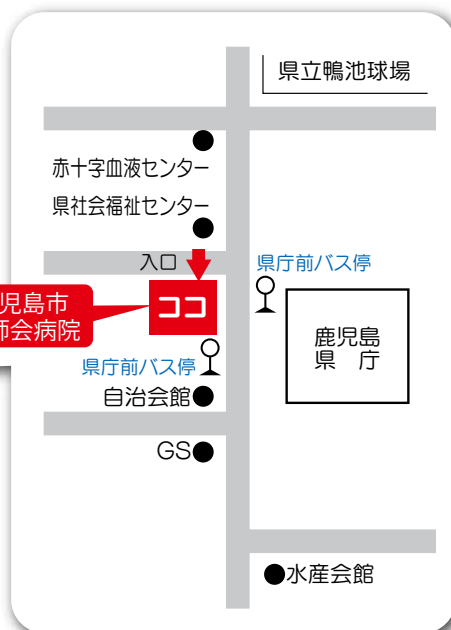 県立鴨池球場
赤十字血液センター
県社会福祉センター
入口
県庁前バス停
児島市
師会病院
ココ
鹿児島
県 庁
県庁前バス停
自治会館
GS
水産会館